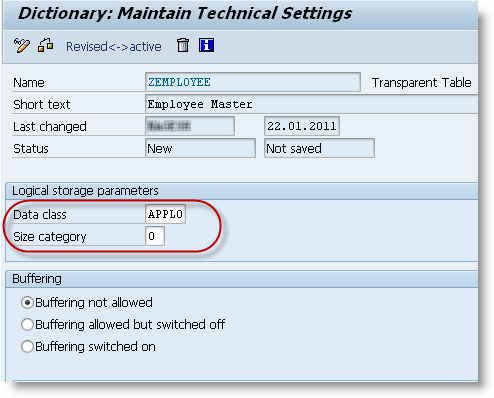 Dictionary: Maintain Technical Settings
Revised<->active
Name ZEMPLOYEE Transparent Table
Short text Employee Master
Last changed 22.01.2011
Status New Not saved
Logical storage parameters
Data class APPL0
Size category 0
Buffering
Buffering not allowed
Buffering allowed but switched off
Buffering switched on